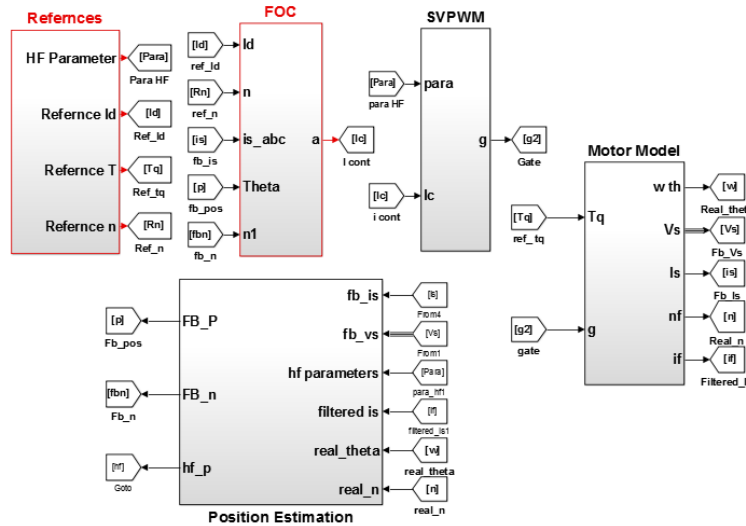 Refernces
HF Parameter
[Para]
Para HF
Refernce Id
[Id]
Ref_Id
Refernce T
[Tq]
Ref_tq
Refernce n
[Rn]
Ref_n
FOC
[Id]
ref_Id
Id
[Rn]
ref_n
n
[is]
fb_is
is_abc
[p]
fb_pos
Theta
[fbn]
fb_n
n1
a
[Ic]
I cont
SVPWM
[Para]
para HF
para
[Ic]
i cont
Ic
g
[g2]
Gate
Motor Model
[Tq]
ref_tq
Tq
[g2]
gate
g
w th
[w]
Real_thet
Vs
[Vs]
Fb_Vs
Is
[is]
Fb_Is
nf
[n]
Real_n
if
[if]
Filtered_I
[p]
Fb_pos
FB_P
[fbn]
Fb_n
FB_n
[hf]
Goto
hf_p
fb_is
[is]
From4
fb_vs
[Vs]
From1
hf parameters
[Para]
para_hf1
filtered is
[if]
filtered_is1
real_theta
[w]
real_theta
real_n
[n]
real_n
Position Estimation